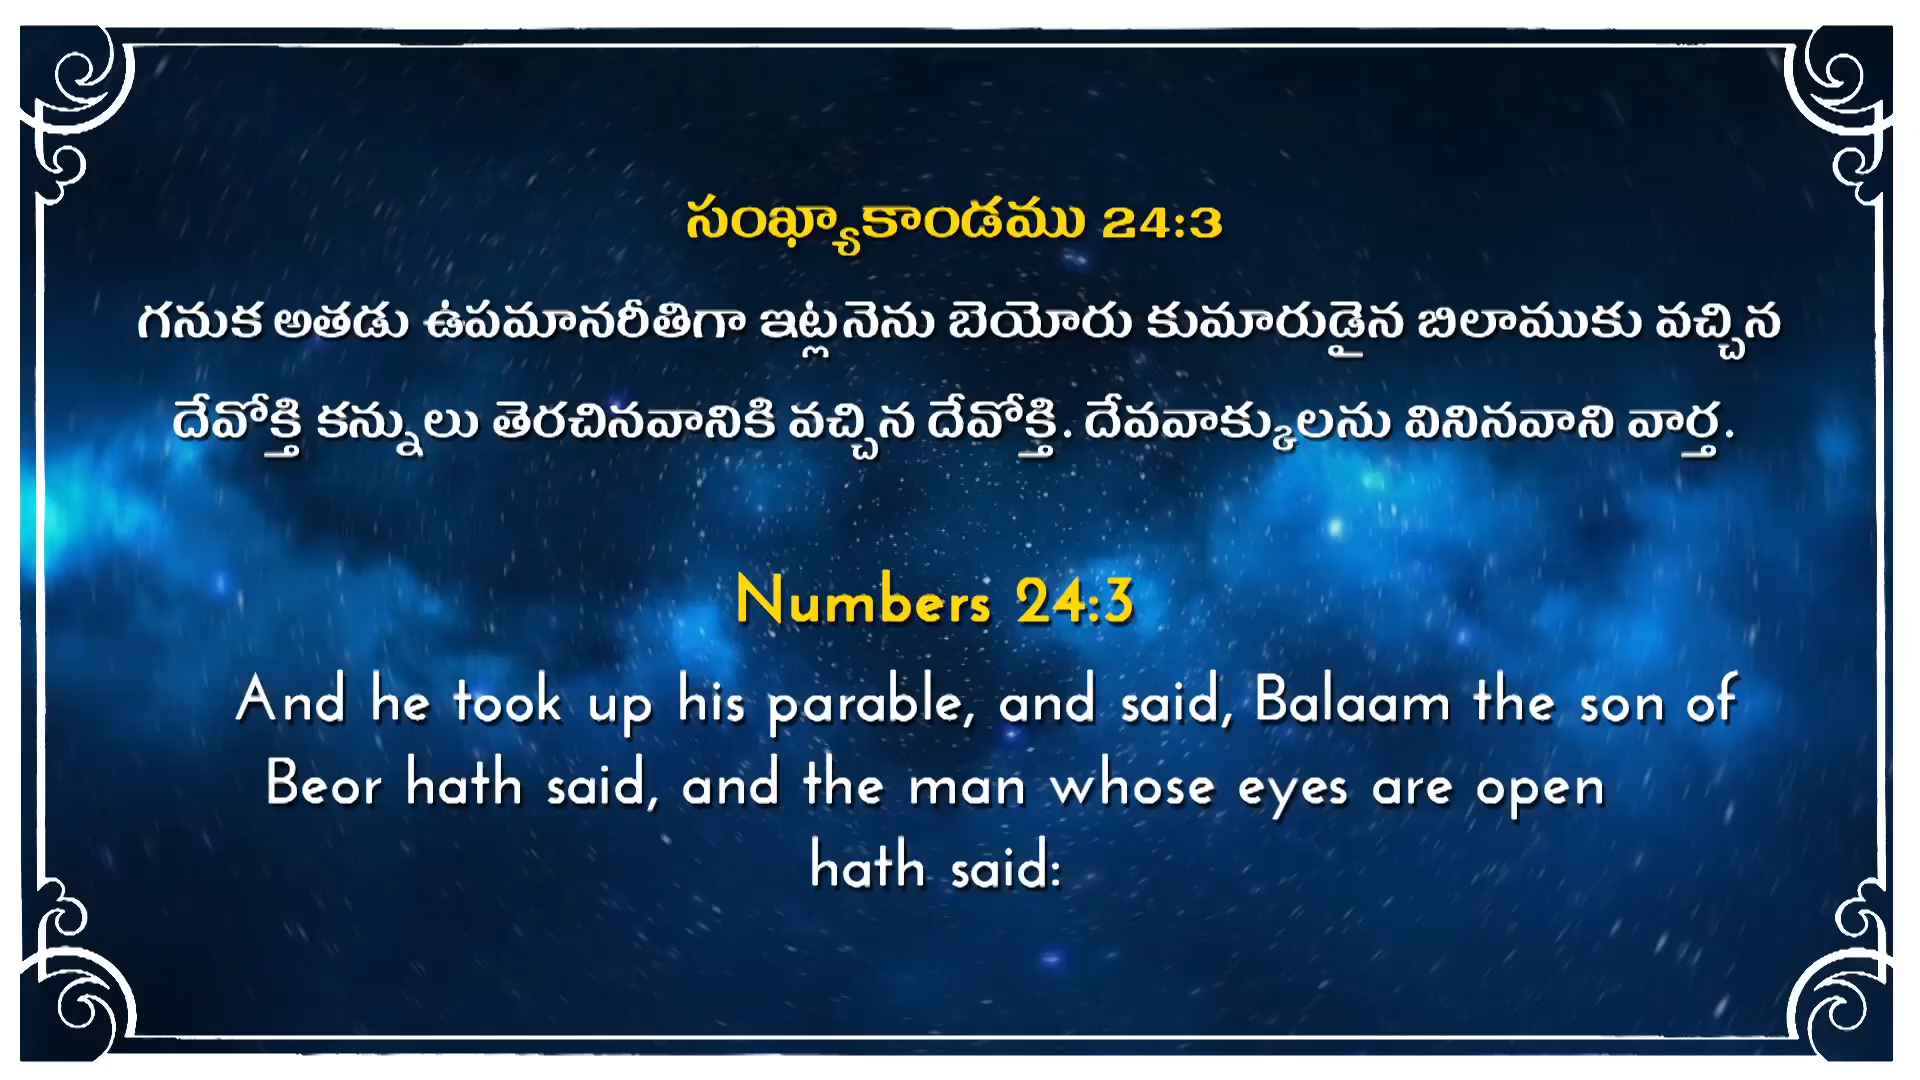 సంఖ్యాకాండము 24:3
గనుక అతడు ఉపమానరీతిగా ఇట్లనెను బెయోరు కుమారుడైన బిలాముకు వచ్చిన
దేవోక్తి కన్నులు తెరచినవానికి వచ్చిన దేవోక్తి. దేవవాక్కులను వినినవాని వార్త.
Numbers 24:3
And he took up his parable, and said, Balaam the son of
Beor hath said, and the man whose eyes are open
hath said: